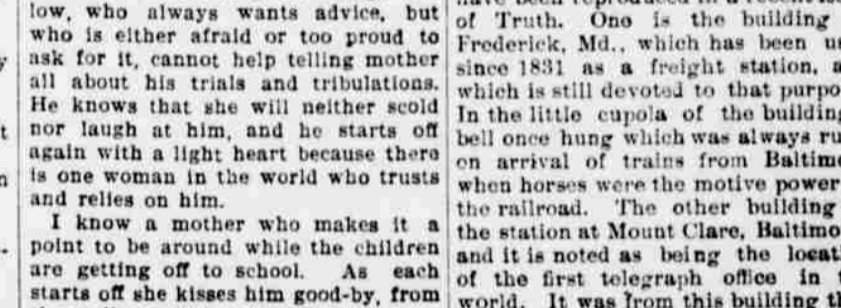 low, who always wants advice, but
who is either afraid or too proud to
ask for it, cannot help telling mother
all about his trials and tribulations.
He knows that she will neither scold
nor laugh at him, and he starts off
again with a light heart because there
is one woman in the world who trusts
and relies on him.
I know a mother who makes it a
point to be around while the children
are getting off to school. As each
starts off she kisses him good-by, from
of Truth. One is the building
Frederick, Md., which has been
since 1831 as a freight station,
which is still devoted to that
In the little cupola of the building
bell once hung which was always
on arrival of trains from
when horses were the motive power
the railroad. The other building
the station at Mount Clare,
and it is noted as being the
of the first telegraph office in
world. It was from this building